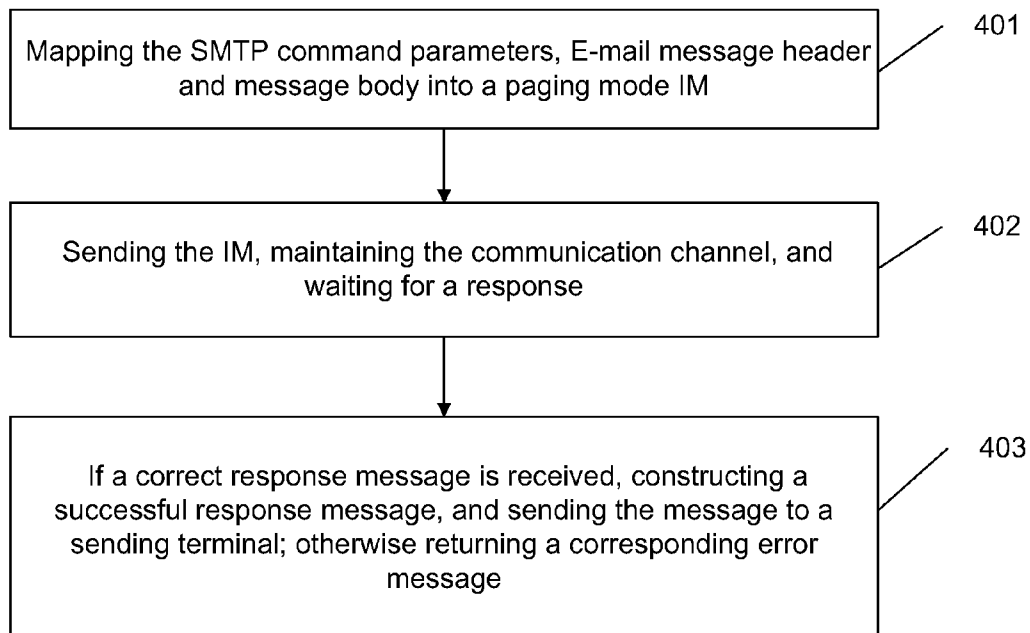 Mapping the SMTP command parameters, E-mail message header
and message body into a paging mode IM
401
Sending the IM, maintaining the communication channel, and
waiting for a response
402
If a correct response message is received, constructing a
successful response message, and sending the message to a
sending terminal; otherwise returning a corresponding error
message
403